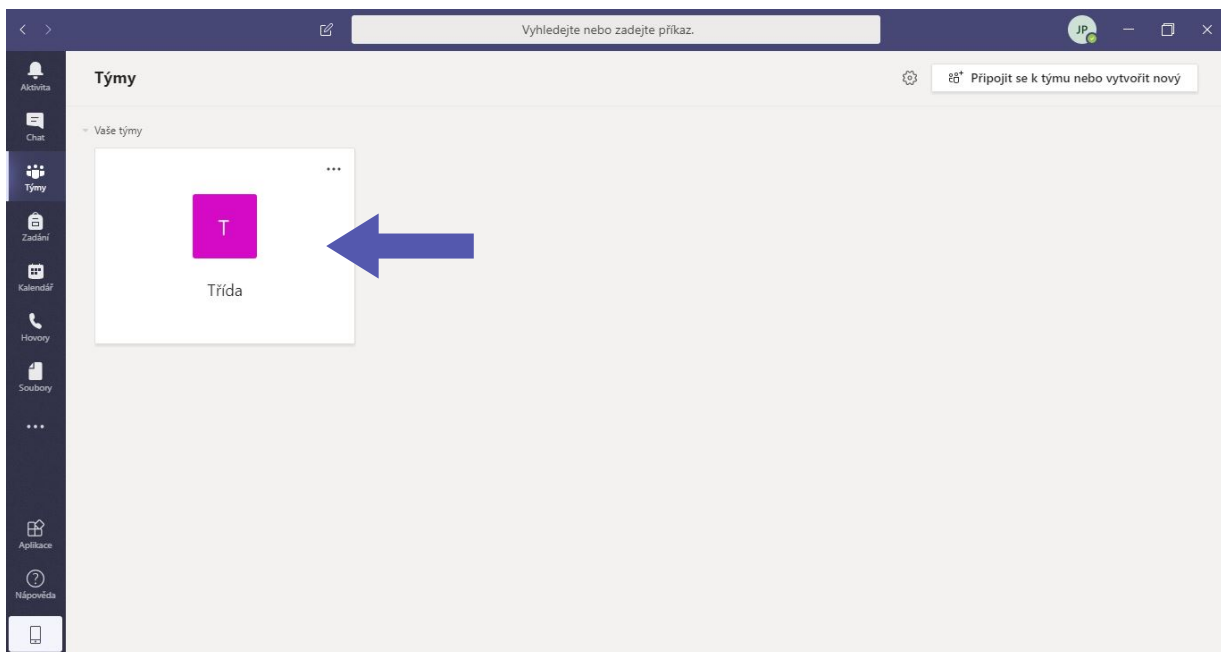 Vyhledejte nebo zadejte příkaz.
JP
Aktivita
Chat
Týmy
Zadání
Kalendář
Hovory
Soubory
Aplikace
Nápověda
Týmy
Připojit se k týmu nebo vytvořit nový
Vaše týmy
T
Třída